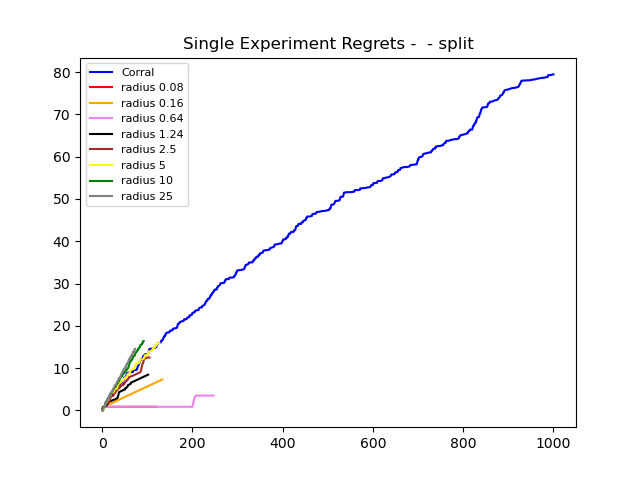 Single Experiment Regrets -  - split
80
70
60
50
40
30
20
10
0
Corral
radius 0.08
radius 0.16
radius 0.64
radius 1.24
radius 2.5
radius 5
radius 10
radius 25
0 200 400 600 800 1000